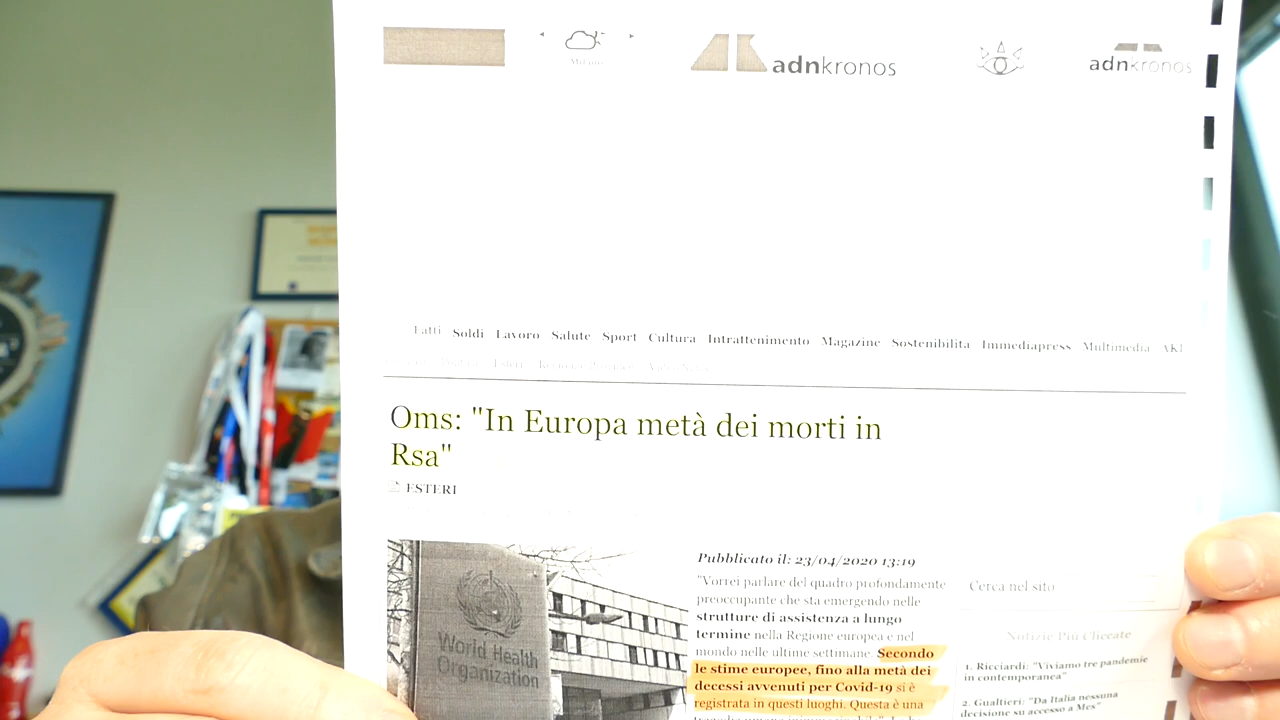 Milano
adnkronos
adnkronos
Fatti Soldi Lavoro Salute Sport Cultura Intrattenimento Magazine Sostenibilita Immediapress Multimedia AKI
Esteri
Oms: "In Europa metà dei morti in
Rsa"
ESTERI
World Health
Organization
Pubblicato il: 23/04/2020 13:19
"Vorrei parlare del quadro profondamente
preoccupante che sta emergendo nelle
strutture di assistenza a lungo
termine nella Regione europea e nel
mondo nelle ultime settimane. Secondo
le stime europee, fino alla metà dei
decessi avvenuti per Covid-19 si è
registrata in questi luoghi. Questa è una
Cerca nel sito
Notizie Più Cliccate
1. Ricciardi: "Viviamo tre pandemie
in contemporanea"
2. Gualtieri: "Da Italia nessuna
decisione su accesso a Mes"